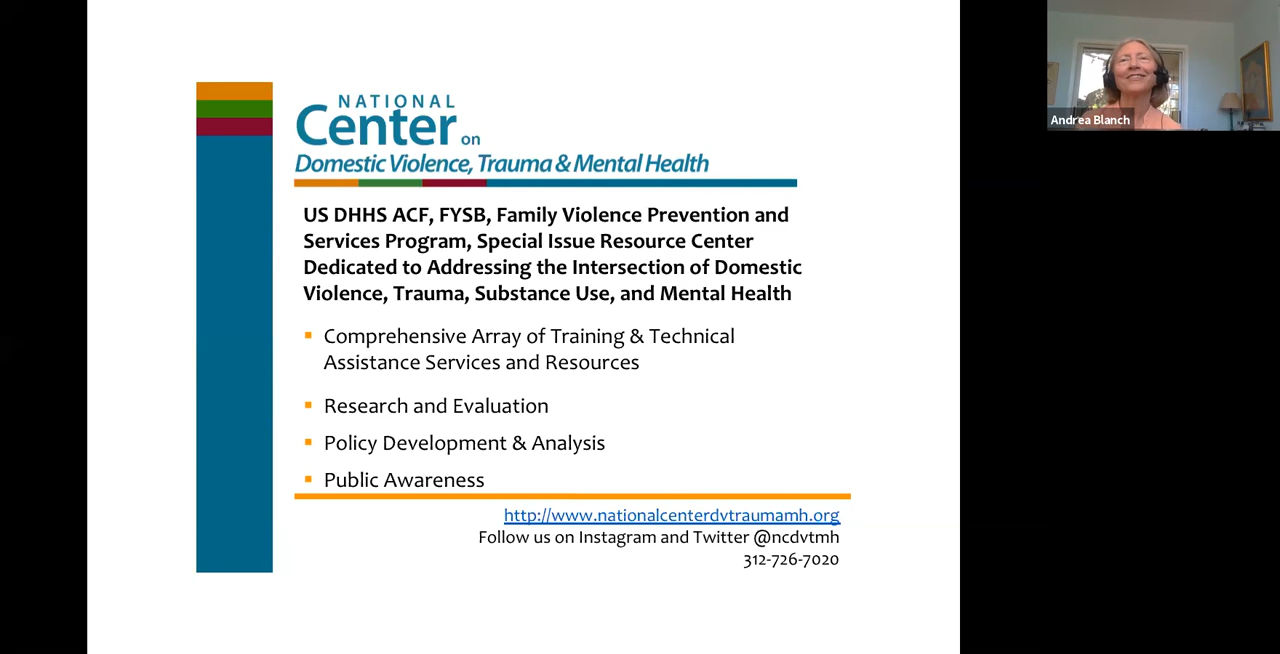 NATIONAL
Center on
Domestic Violence, Trauma & Mental Health
US DHHS ACF, FYSB, Family Violence Prevention and
Services Program, Special Issue Resource Center
Dedicated to Addressing the Intersection of Domestic
Violence, Trauma, Substance Use, and Mental Health
Comprehensive Array of Training & Technical
Assistance Services and Resources
Research and Evaluation
Policy Development & Analysis
Public Awareness
http://www.nationalcenterdvtraumamh.org
Follow us on Instagram and Twitter @ncdvtmh
312-726-7020
Andrea Blanch